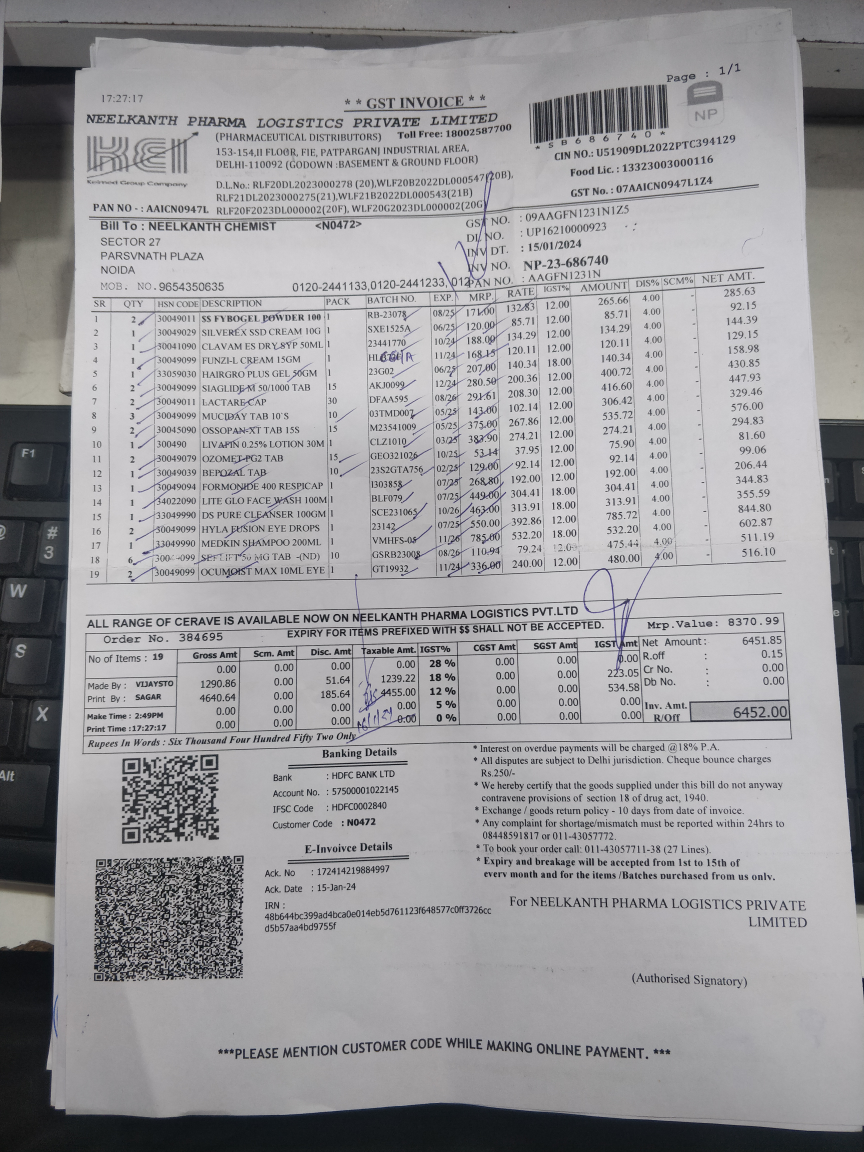 17:27:17
** GST INVOICE **
Page : 1/1
NEELKANTH PHARMA LOGISTICS PRIVATE LIMITED
(PHARMACEUTICAL DISTRIBUTORS) Toll Free: 18002587700
153-154,II FLOOR, FIE, PATPARGANJ INDUSTRIAL AREA,
DELHI-110092 (GODOWN :BASEMENT & GROUND FLOOR)
KEI
Keimed Group Company
NP
*SB686740*
CIN NO.: U51909DL2022PTC394129
Food Lic. : 13323003000116
GST No. : 07AAICN0947L1Z4
D.L.No.: RLF20DL2023000278 (20),WLF20B2022DL000547(20B),
RLF21DL2023000275(21),WLF21B2022DL000543(21B)
PAN NO - : AAICN0947L RLF20F2023DL000002(20F), WLF20G2023DL000002(20G)
Bill To : NEELKANTH CHEMIST <N0472>
SECTOR 27
PARSVNATH PLAZA
NOIDA
MOB. NO.9654350635 0120-2441133,0120-2441233, 012
GST NO. : 09AAGFN1231N1Z5
DL NO. : UP16210000923
INV DT. : 15/01/2024
INV NO. NP-23-686740
PAN NO. : AAGFN1231N
SR QTY HSN CODE DESCRIPTION PACK BATCH NO. EXP. MRP RATE IGST% AMOUNT DIS% SCM% NET AMT.
1 2 30049011 $$ FYBOGEL POWDER 100 1 RB-23078 08/25 171.00 132.83 12.00 265.66 4.00 - 285.63
2 1 30049029 SILVEREX SSD CREAM 10G 1 SXE1525A 06/25 120.00 85.71 12.00 85.71 4.00 - 92.15
3 1 30041090 CLAVAM ES DRY SYP 50ML 1 23441770 10/24 188.00 134.29 12.00 134.29 4.00 - 144.39
4 1 30049099 FUNZI-L CREAM 15GM 1 11/24 168.15 120.11 12.00 120.11 4.00 - 129.15
5 1 33059030 HAIRGRO PLUS GEL 50GM 1 23G02 06/25 207.00 140.34 18.00 140.34 4.00 - 158.98
6 2 30049099 SIAGLIDE-M 50/1000 TAB 15 AKJ0099 12/24 280.50 200.36 12.00 400.72 4.00 - 430.85
7 2 30049011 LACTARE CAP 30 DFAA595 08/26 291.61 208.30 12.00 416.60 4.00 - 447.93
8 3 30049099 MUCIDAY TAB 10`S 10 03TMD007 05/25 143.00 102.14 12.00 306.42 4.00 - 329.46
9 2 30045090 OSSOPAN-XT TAB 15S 15 M23541009 05/25 375.00 267.86 12.00 535.72 4.00 - 576.00
10 1 300490 LIVAFIN 0.25% LOTION 30M 1 CLZ1010 03/25 383.90 274.21 12.00 274.21 4.00 - 294.83
11 2 30049079 OZOMET-PG2 TAB 15 GEO321026 10/25 53.14 37.95 12.00 75.90 4.00 - 81.60
12 1 30049039 BEPOZAL TAB 10 23S2GTA756 02/25 129.00 92.14 12.00 92.14 4.00 - 99.06
13 1 30049094 FORMONIDE 400 RESPICAP 1 I303858 07/25 268.80 192.00 12.00 192.00 4.00 - 206.44
14 1 34022090 LITE GLO FACE WASH 100M 1 BLF079 07/25 449.00 304.41 18.00 304.41 4.00 - 344.83
15 1 33049990 DS PURE CLEANSER 100GM 1 SCE231065 10/26 463.00 313.91 18.00 313.91 4.00 - 355.59
16 2 30049099 HYLA FUSION EYE DROPS 1 23142 07/25 550.00 392.86 12.00 785.72 4.00 - 844.80
17 1 33049990 MEDKIN SHAMPOO 200ML 1 VMHFS-05 11/26 785.00 532.20 18.00 532.20 4.00 - 602.87
18 6 TAB -(ND) 10 GSRB23008 08/26 110.94 79.24 12.00 475.44 4.00 - 511.19
19 2 30049099 OCUMOIST MAX 10ML EYE 1 GT19932 11/24 336.00 240.00 12.00 480.00 4.00 - 516.10
ALL RANGE OF CERAVE IS AVAILABLE NOW ON NEELKANTH PHARMA LOGISTICS PVT.LTD
Order No. 384695 EXPIRY FOR ITEMS PREFIXED WITH $$ SHALL NOT BE ACCEPTED. Mrp.Value: 8370.99
No of Items : 19 Gross Amt Scm. Amt Disc. Amt Taxable Amt. IGST% CGST Amt SGST Amt IGST Amt Net Amount: 6451.85
0.00 0.00 0.00 0.00 28 % 0.00 0.00 0.00 R.off : 0.15
Made By : VIJAYSTO 1290.86 0.00 51.64 1239.22 18 % 0.00 0.00 223.05 Cr No. :
Print By : SAGAR 4640.64 0.00 185.64 4455.00 12 % 0.00 0.00 534.58 Db No. :
Make Time : 2:49PM 0.00 0.00 0.00 0.00 5 % 0.00 0.00 0.00 Inv. Amt.
Print Time :17:27:17 0.00 0.00 0.00 0.00 0 % 0.00 0.00 0.00 R/Off 6452.00
16/1/24
Rupees In Words : Six Thousand Four Hundred Fifty Two Only
Banking Details
Bank : HDFC BANK LTD
Account No. : 57500001022145
IFSC Code : HDFC0002840
Customer Code : N0472
E-Invoivce Details
Ack. No : 172414219884997
Ack. Date : 15-Jan-24
IRN :
48b644bc399ad4bca0e014eb5d761123f648577c0ff3726cc
d5b57aa4bd9755f
* Interest on overdue payments will be charged @18% P.A.
* All disputes are subject to Delhi jurisdiction. Cheque bounce charges
Rs.250/-
* We hereby certify that the goods supplied under this bill do not anyway
contravene provisions of section 18 of drug act, 1940.
* Exchange / goods return policy - 10 days from date of invoice.
* Any complaint for shortage/mismatch must be reported within 24hrs to
08448591817 or 011-43057772.
* To book your order call: 011-43057711-38 (27 Lines).
* Expiry and breakage will be accepted from 1st to 15th of
every month and for the items /Batches purchased from us only.
For NEELKANTH PHARMA LOGISTICS PRIVATE
LIMITED
(Authorised Signatory)
***PLEASE MENTION CUSTOMER CODE WHILE MAKING ONLINE PAYMENT. ***
F1
@
#
3
W
S
X
Alt